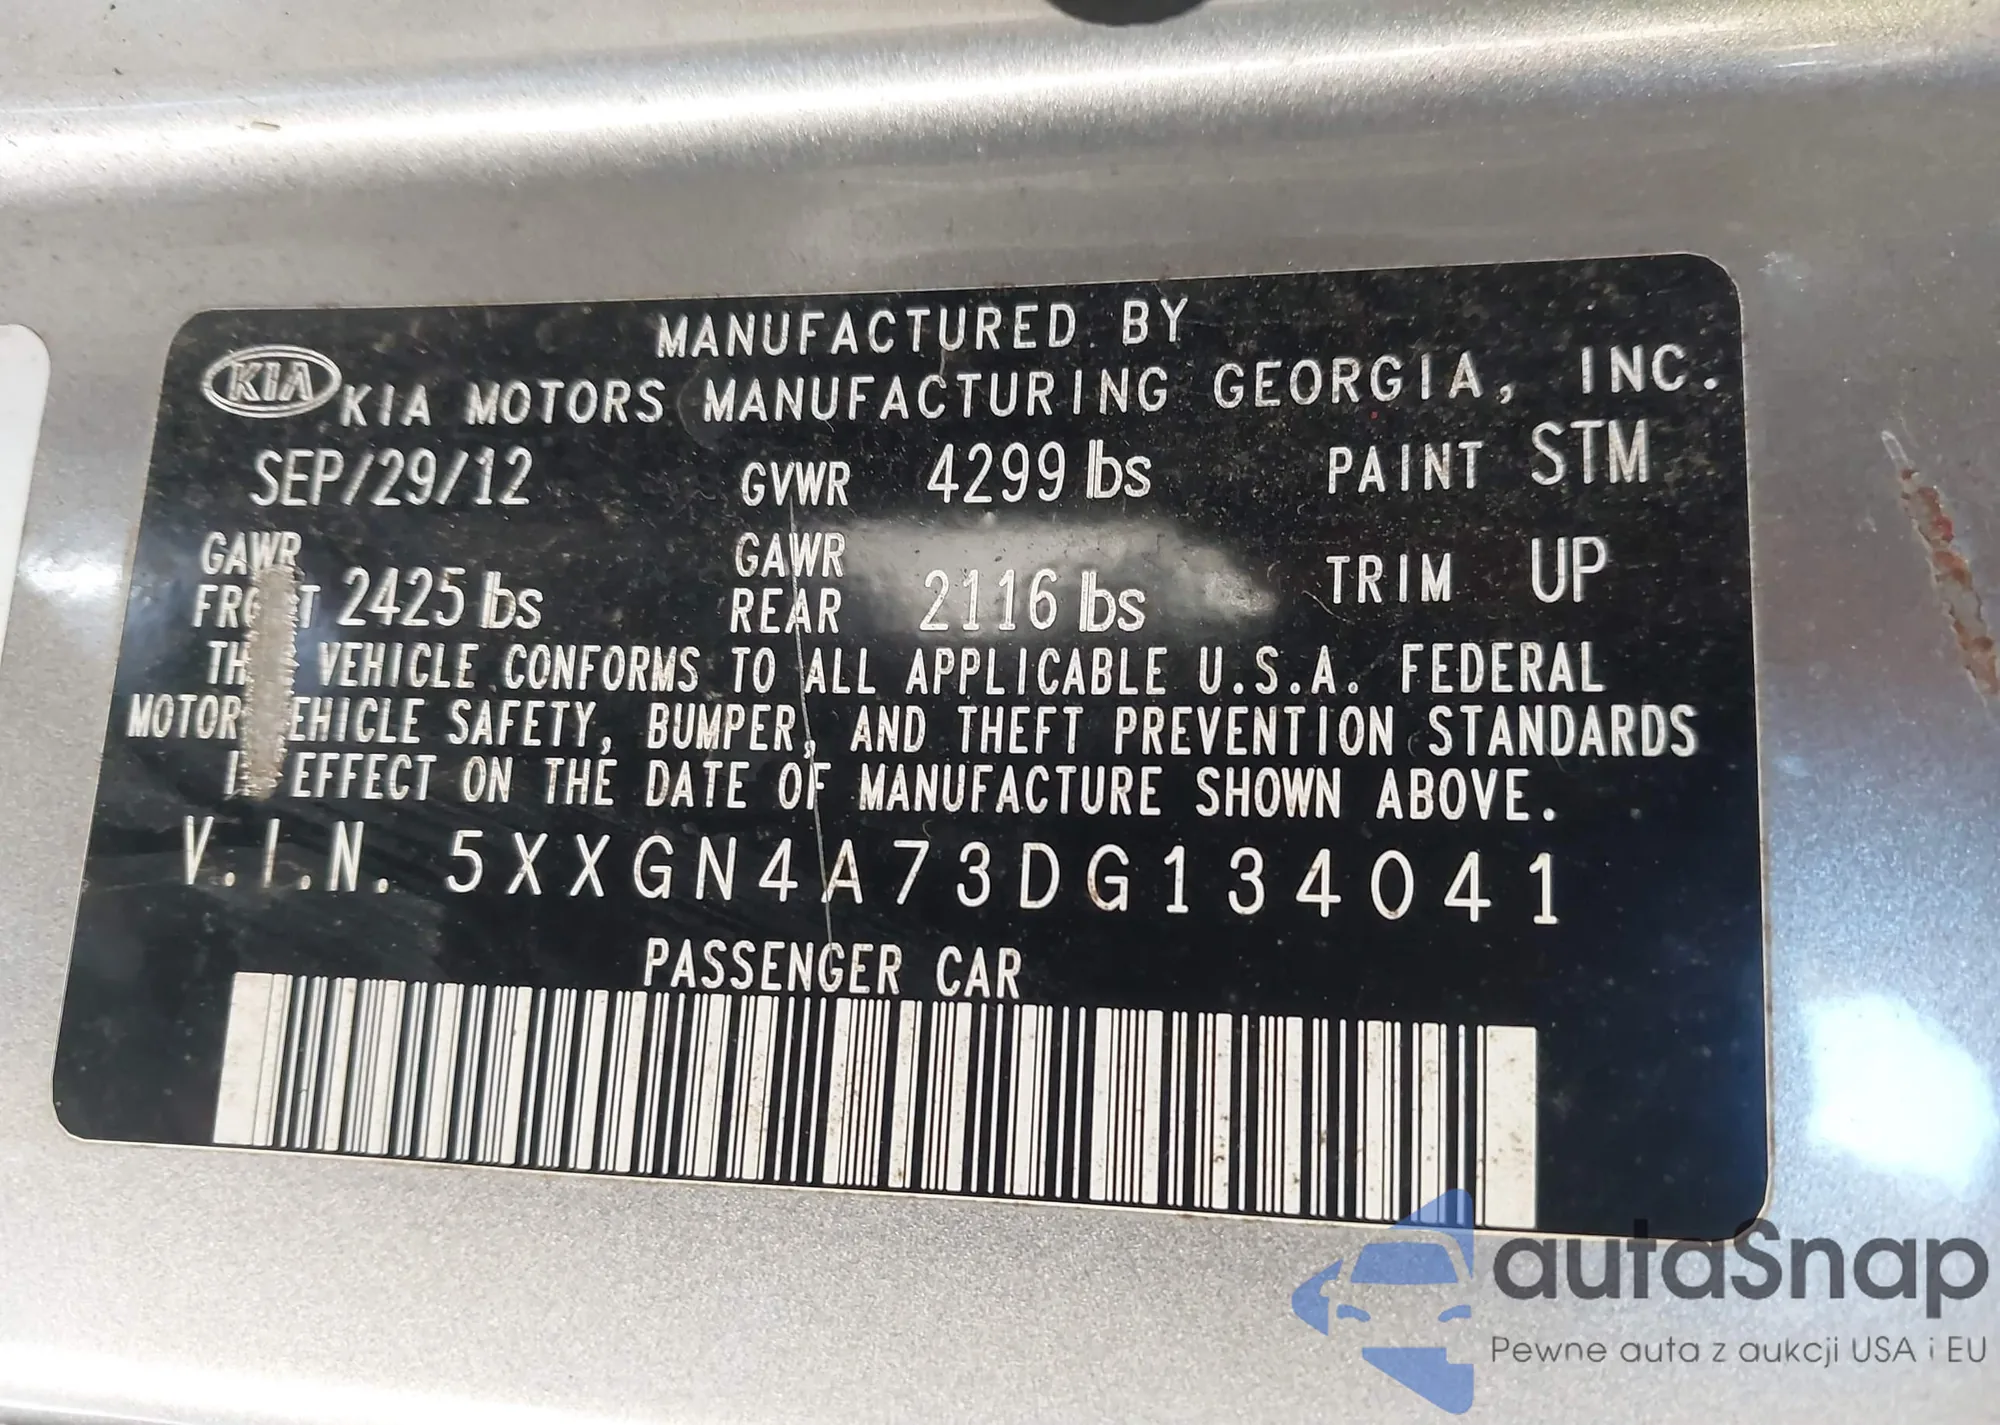 MANUFACTURED BY
KIA KIA MOTORS MANUFACTURING GEORGIA, INC.
SEP/29/12 GVWR 4299 lbs PAINT STM
GAWR FRONT 2425 lbs GAWR REAR 2116 lbs TRIM UP
VEHICLE CONFORMS TO ALL APPLICABLE U.S.A. FEDERAL
MOTOR VEHICLE SAFETY, BUMPER, AND THEFT PREVENTION STANDARDS
EFFECT ON THE DATE OF MANUFACTURE SHOWN ABOVE.
V.I.N. 5XXGN4A73DG134041
PASSENGER CAR
autaSnap
Pewne auta z aukcji USA i EU